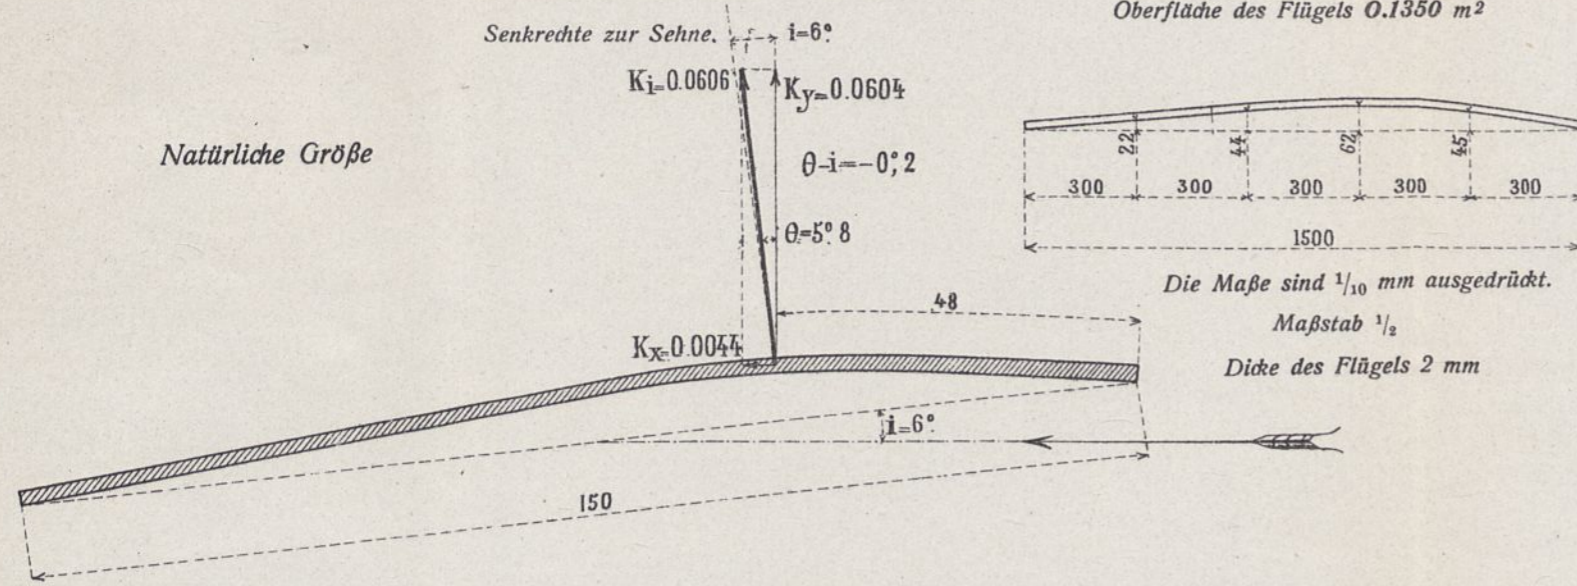 Oberfläche des Flügels 0.1350 m²
Senkrechte zur Sehne.
i=6°.
Ki=0.0606
Ky=0.0604
Natürliche Größe
θ-i=-0°,2
θ=5°.8
22
44
62
45
300 300 300 300 300
1500
Die Maße sind 1/10 mm ausgedrückt.
Maßstab 1/2
Dicke des Flügels 2 mm
48
Kx=0.0044
i=6°.
150